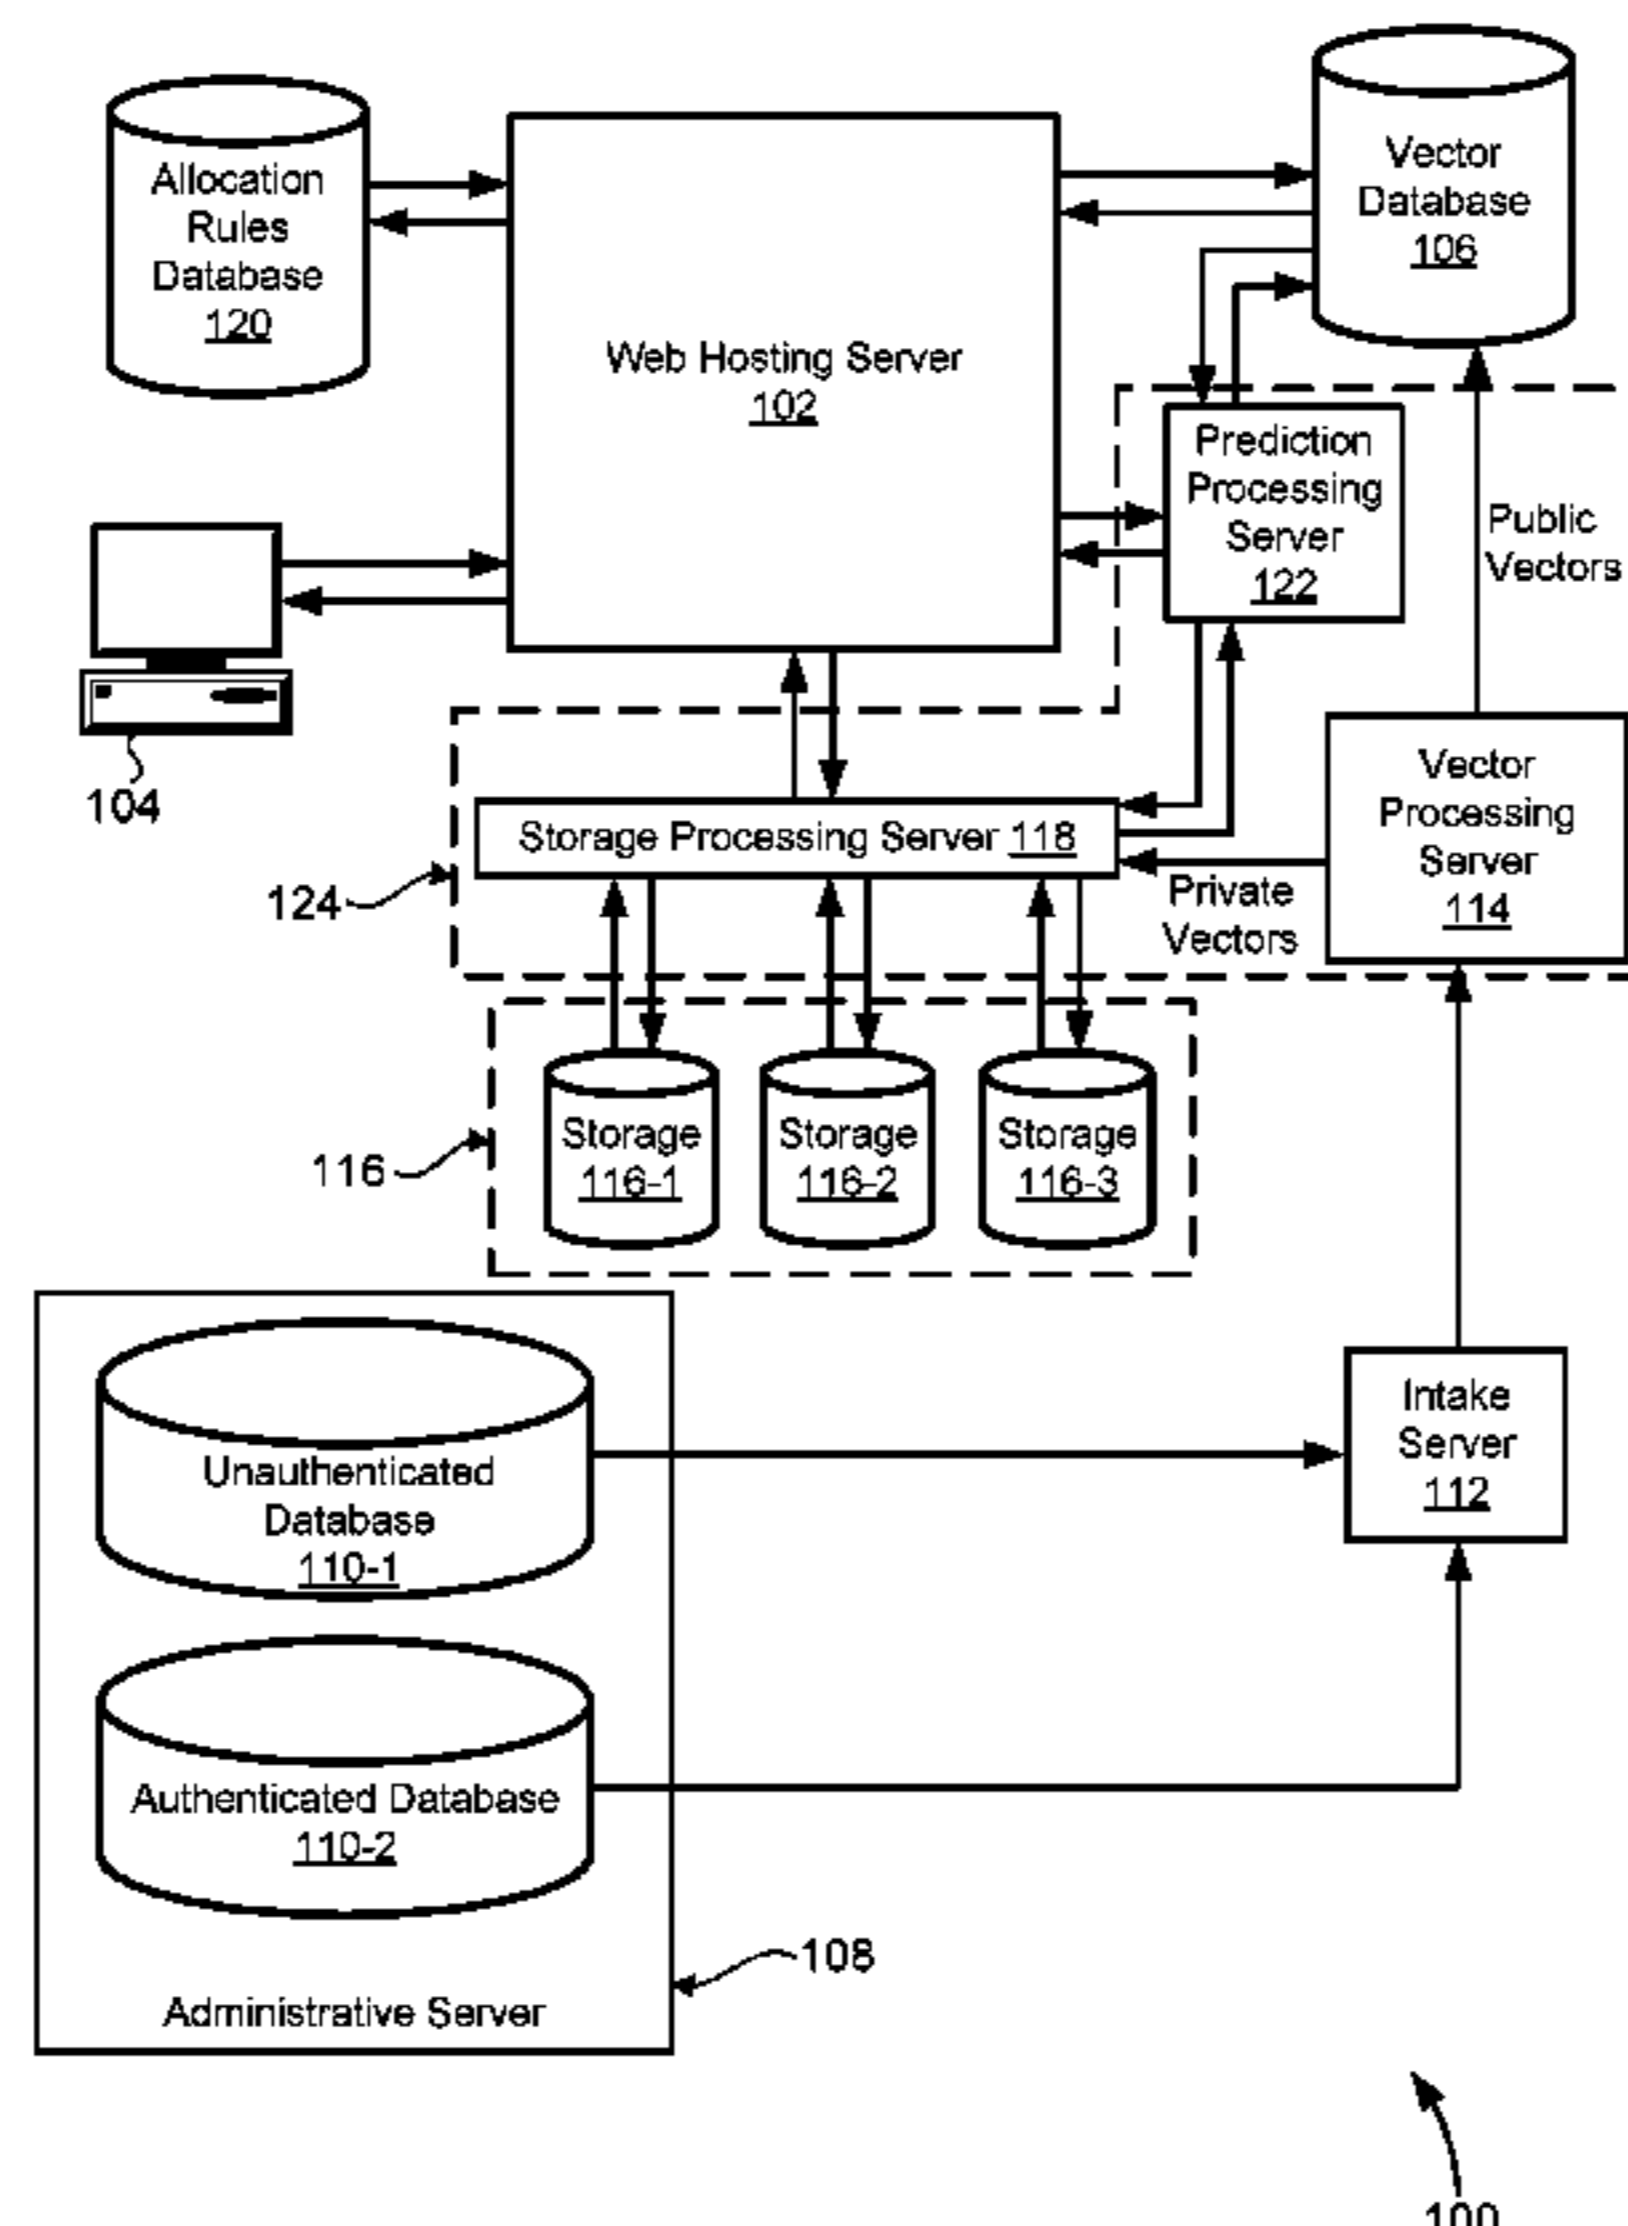 Allocation
Rules
Database
120
Web Hosting Server
102
Vector
Database
106
Prediction
Processing
Server
122
Public
Vectors
104
Vector
Processing
Server
114
Storage Processing Server 118
124
Private
Vectors
116
Storage
116-1
Storage
116-2
Storage
116-3
Intake
Server
112
Unauthenticated
Database
110-1
Authenticated Database
110-2
108
Administrative Server
100